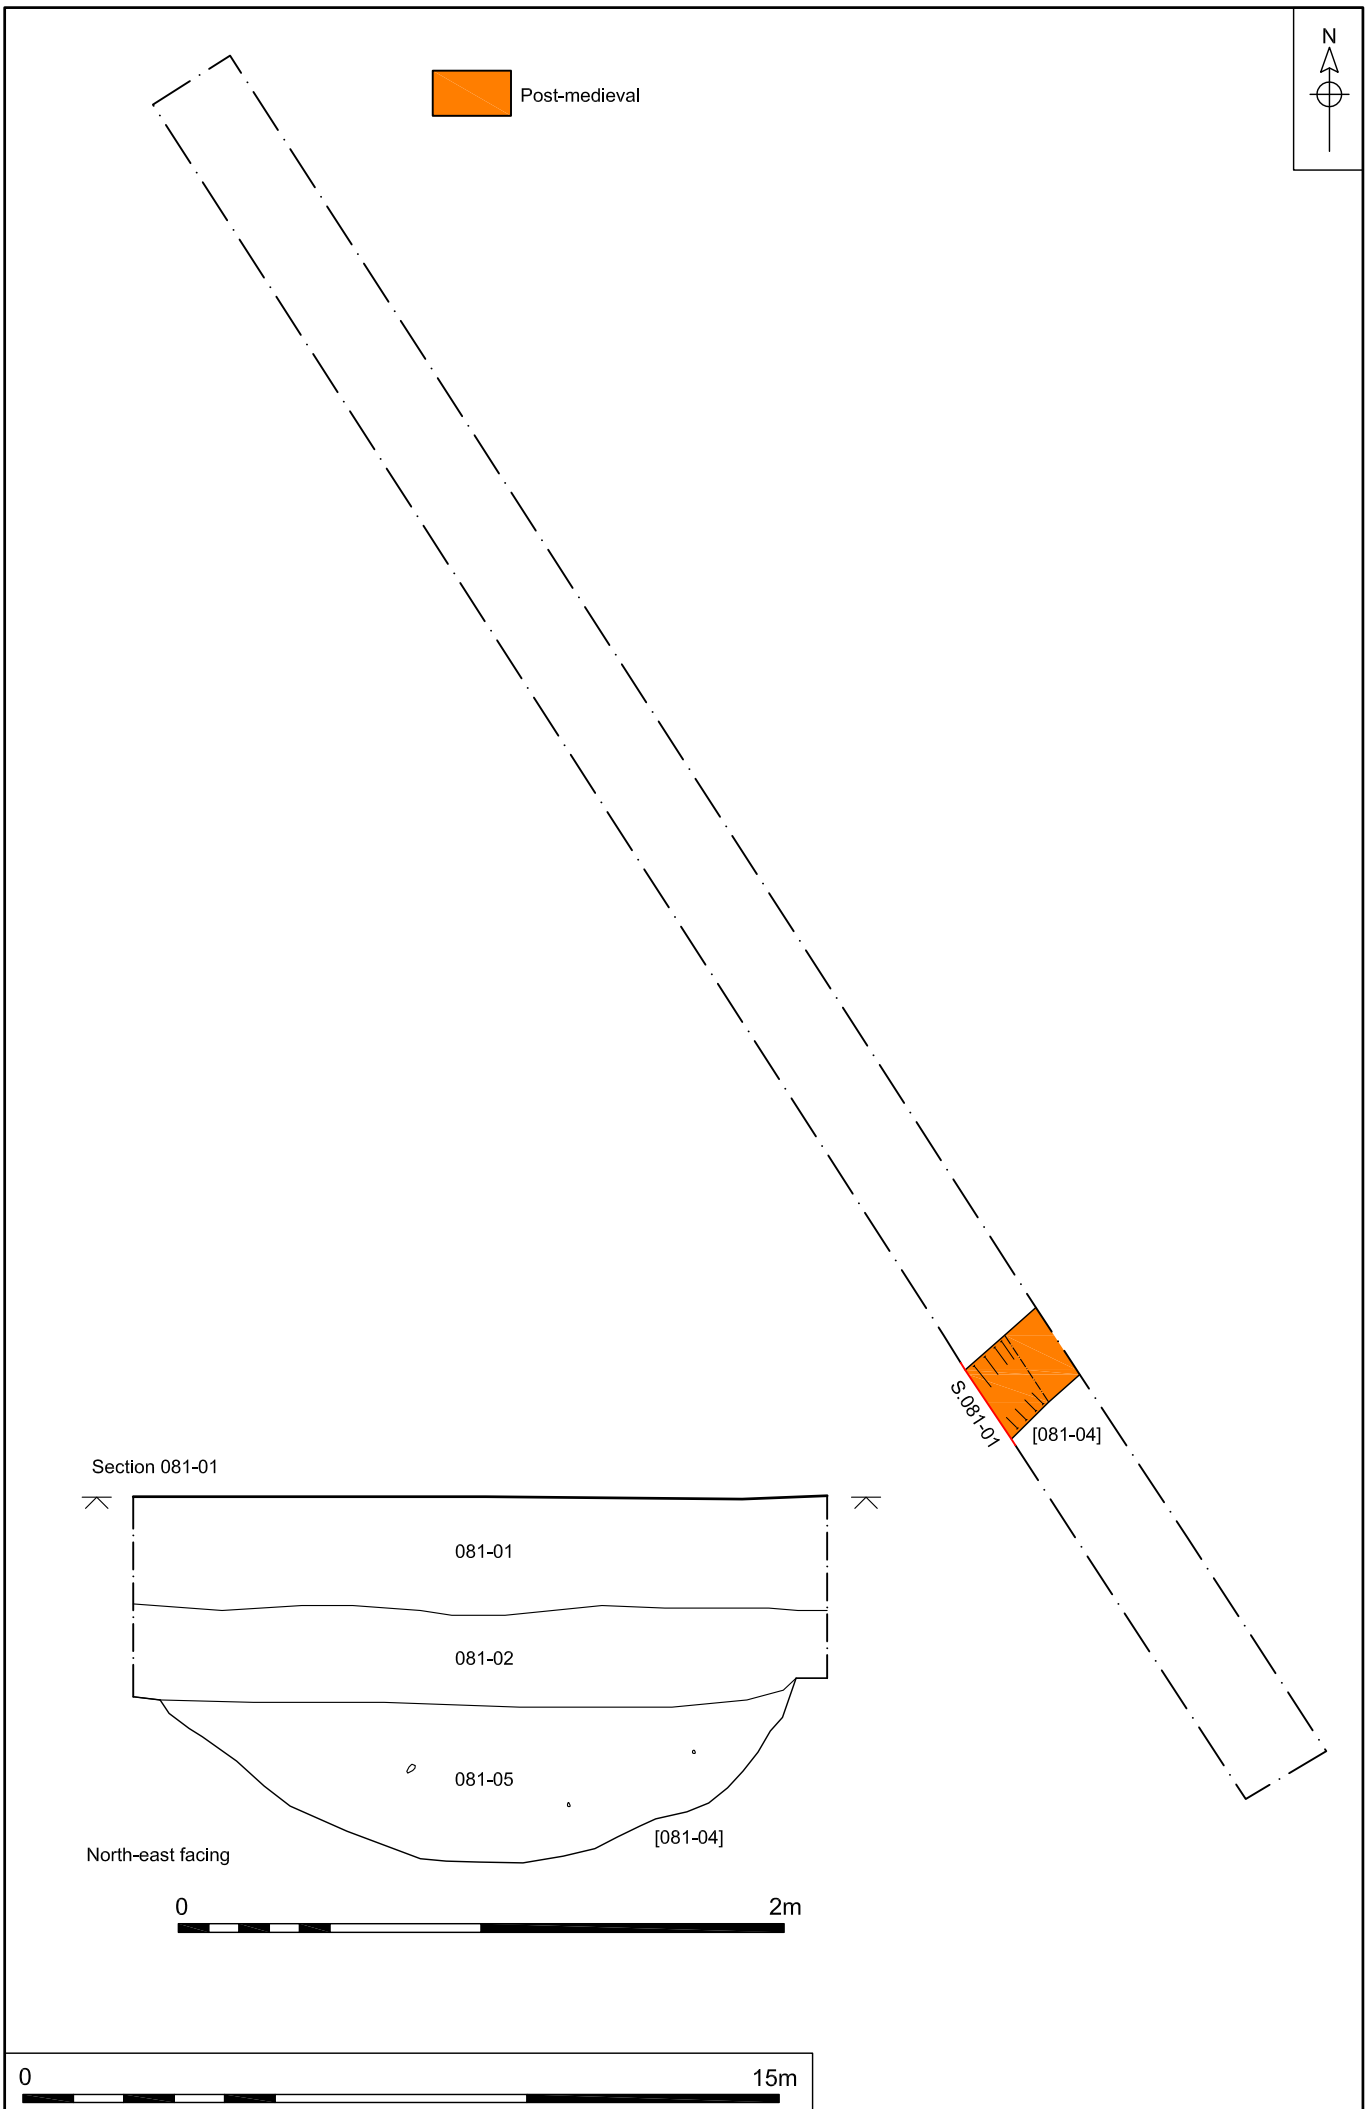 N
Post-medieval
S.081-01
[081-04]
Section 081-01
081-01
081-02
081-05
[081-04]
North-east facing
0 2m
0 15m